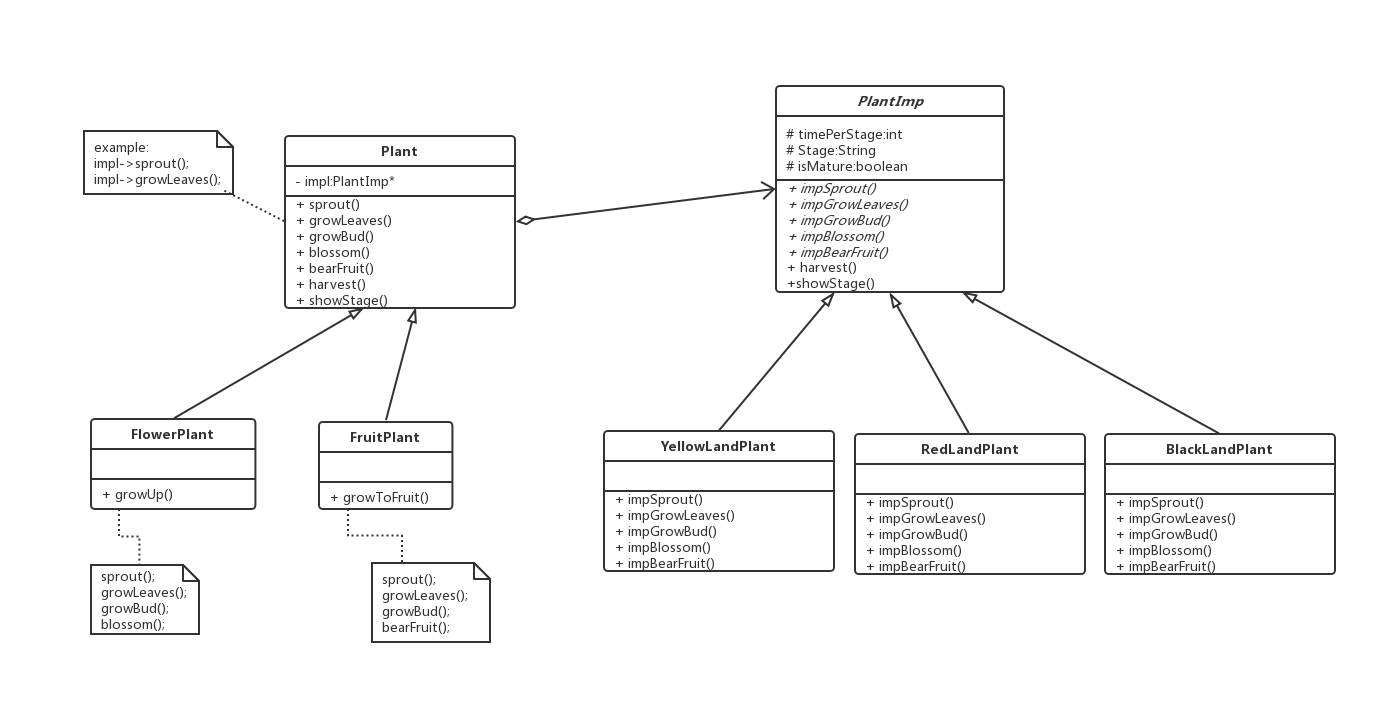 example:
impl->sprout();
impl->growLeaves();
Plant
- impl:PlantImp*
+ sprout()
+ growLeaves()
+ growBud()
+ blossom()
+ bearFruit()
+ harvest()
+ showStage()
PlantImp
# timePerStage:int
# Stage:String
# isMature:boolean
+ impSprout()
+ impGrowLeaves()
+ impGrowBud()
+ impBlossom()
+ impBearFruit()
+ harvest()
+showStage()
FlowerPlant
+ growUp()
FruitPlant
+ growToFruit()
sprout();
growLeaves();
growBud();
blossom();
sprout();
growLeaves();
growBud();
bearFruit();
YellowLandPlant
+ impSprout()
+ impGrowLeaves()
+ impGrowBud()
+ impBlossom()
+ impBearFruit()
RedLandPlant
+ impSprout()
+ impGrowLeaves()
+ impGrowBud()
+ impBlossom()
+ impBearFruit()
BlackLandPlant
+ impSprout()
+ impGrowLeaves()
+ impGrowBud()
+ impBlossom()
+ impBearFruit()